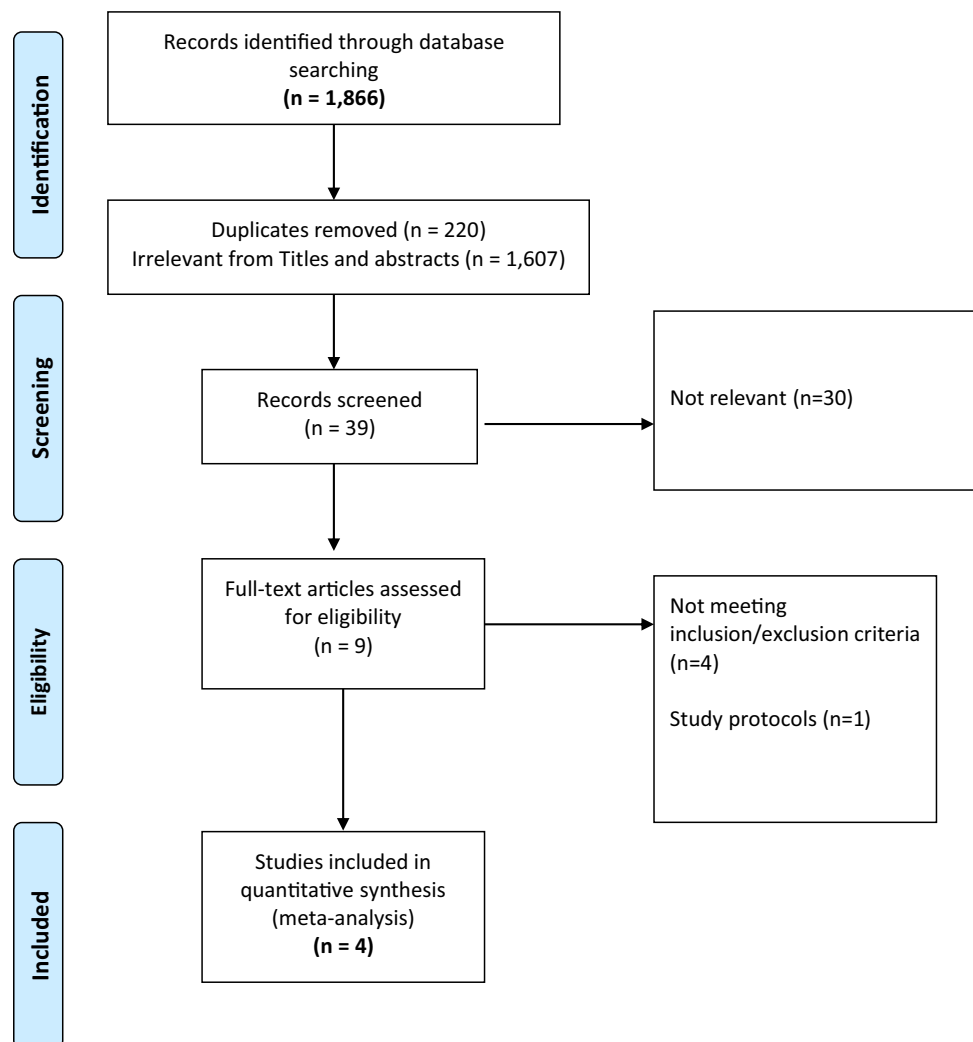 Identification
Records identified through database
searching
(n = 1,866)
Duplicates removed (n = 220)
Irrelevant from Titles and abstracts (n = 1,607)
Screening
Records screened
(n = 39)
Not relevant (n=30)
Eligibility
Full-text articles assessed
for eligibility
(n = 9)
Not meeting
inclusion/exclusion criteria
(n=4)
Study protocols (n=1)
Included
Studies included in
quantitative synthesis
(meta-analysis)
(n = 4)